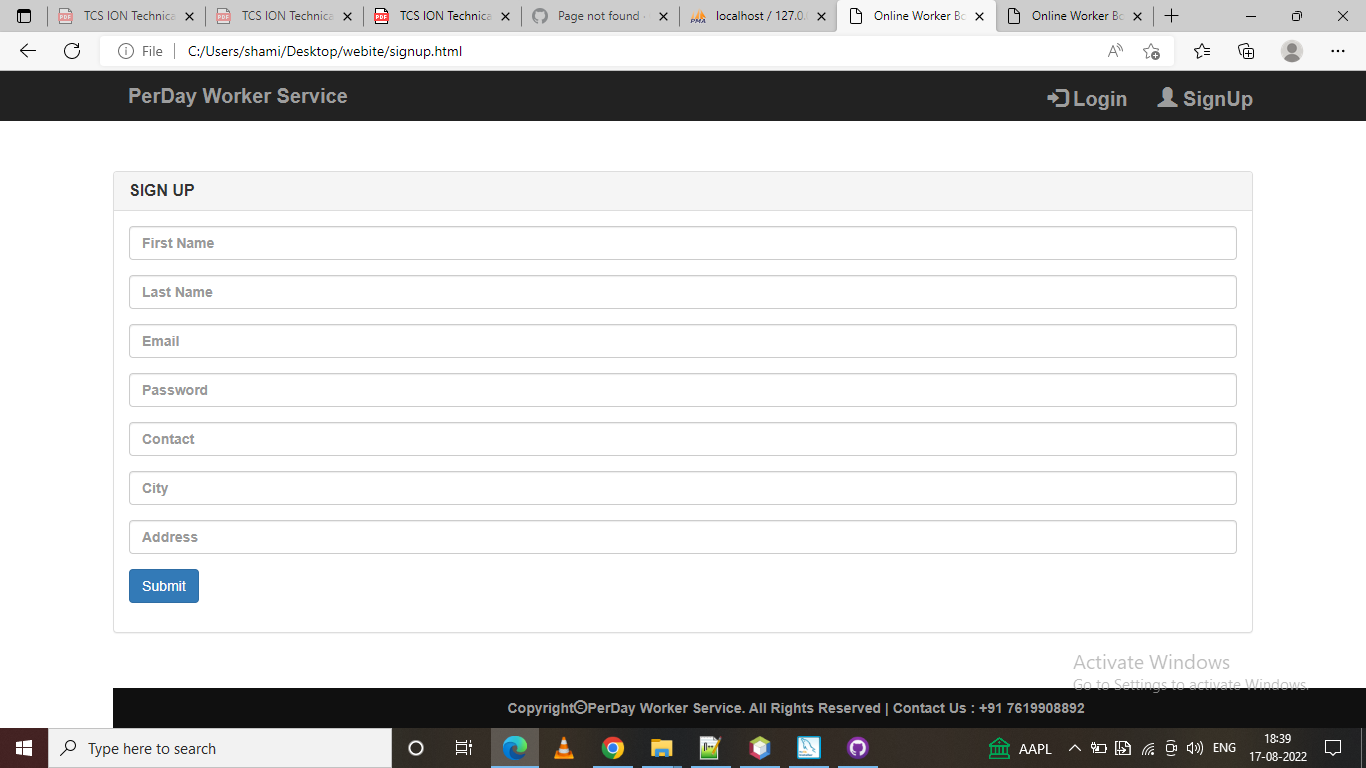 TCS ION Technica
TCS ION Technica
TCS ION Technica
Page not found
localhost / 127.0.
Online Worker Bo
Online Worker Bo
File
C:/Users/shami/Desktop/webite/signup.html
PerDay Worker Service
Login
SignUp
SIGN UP
First Name
Last Name
Email
Password
Contact
City
Address
Submit
Activate Windows
Go to Settings to activate Windows.
Copyright©PerDay Worker Service. All Rights Reserved | Contact Us : +91 7619908892
Type here to search
AAPL
ENG
18:39
17-08-2022